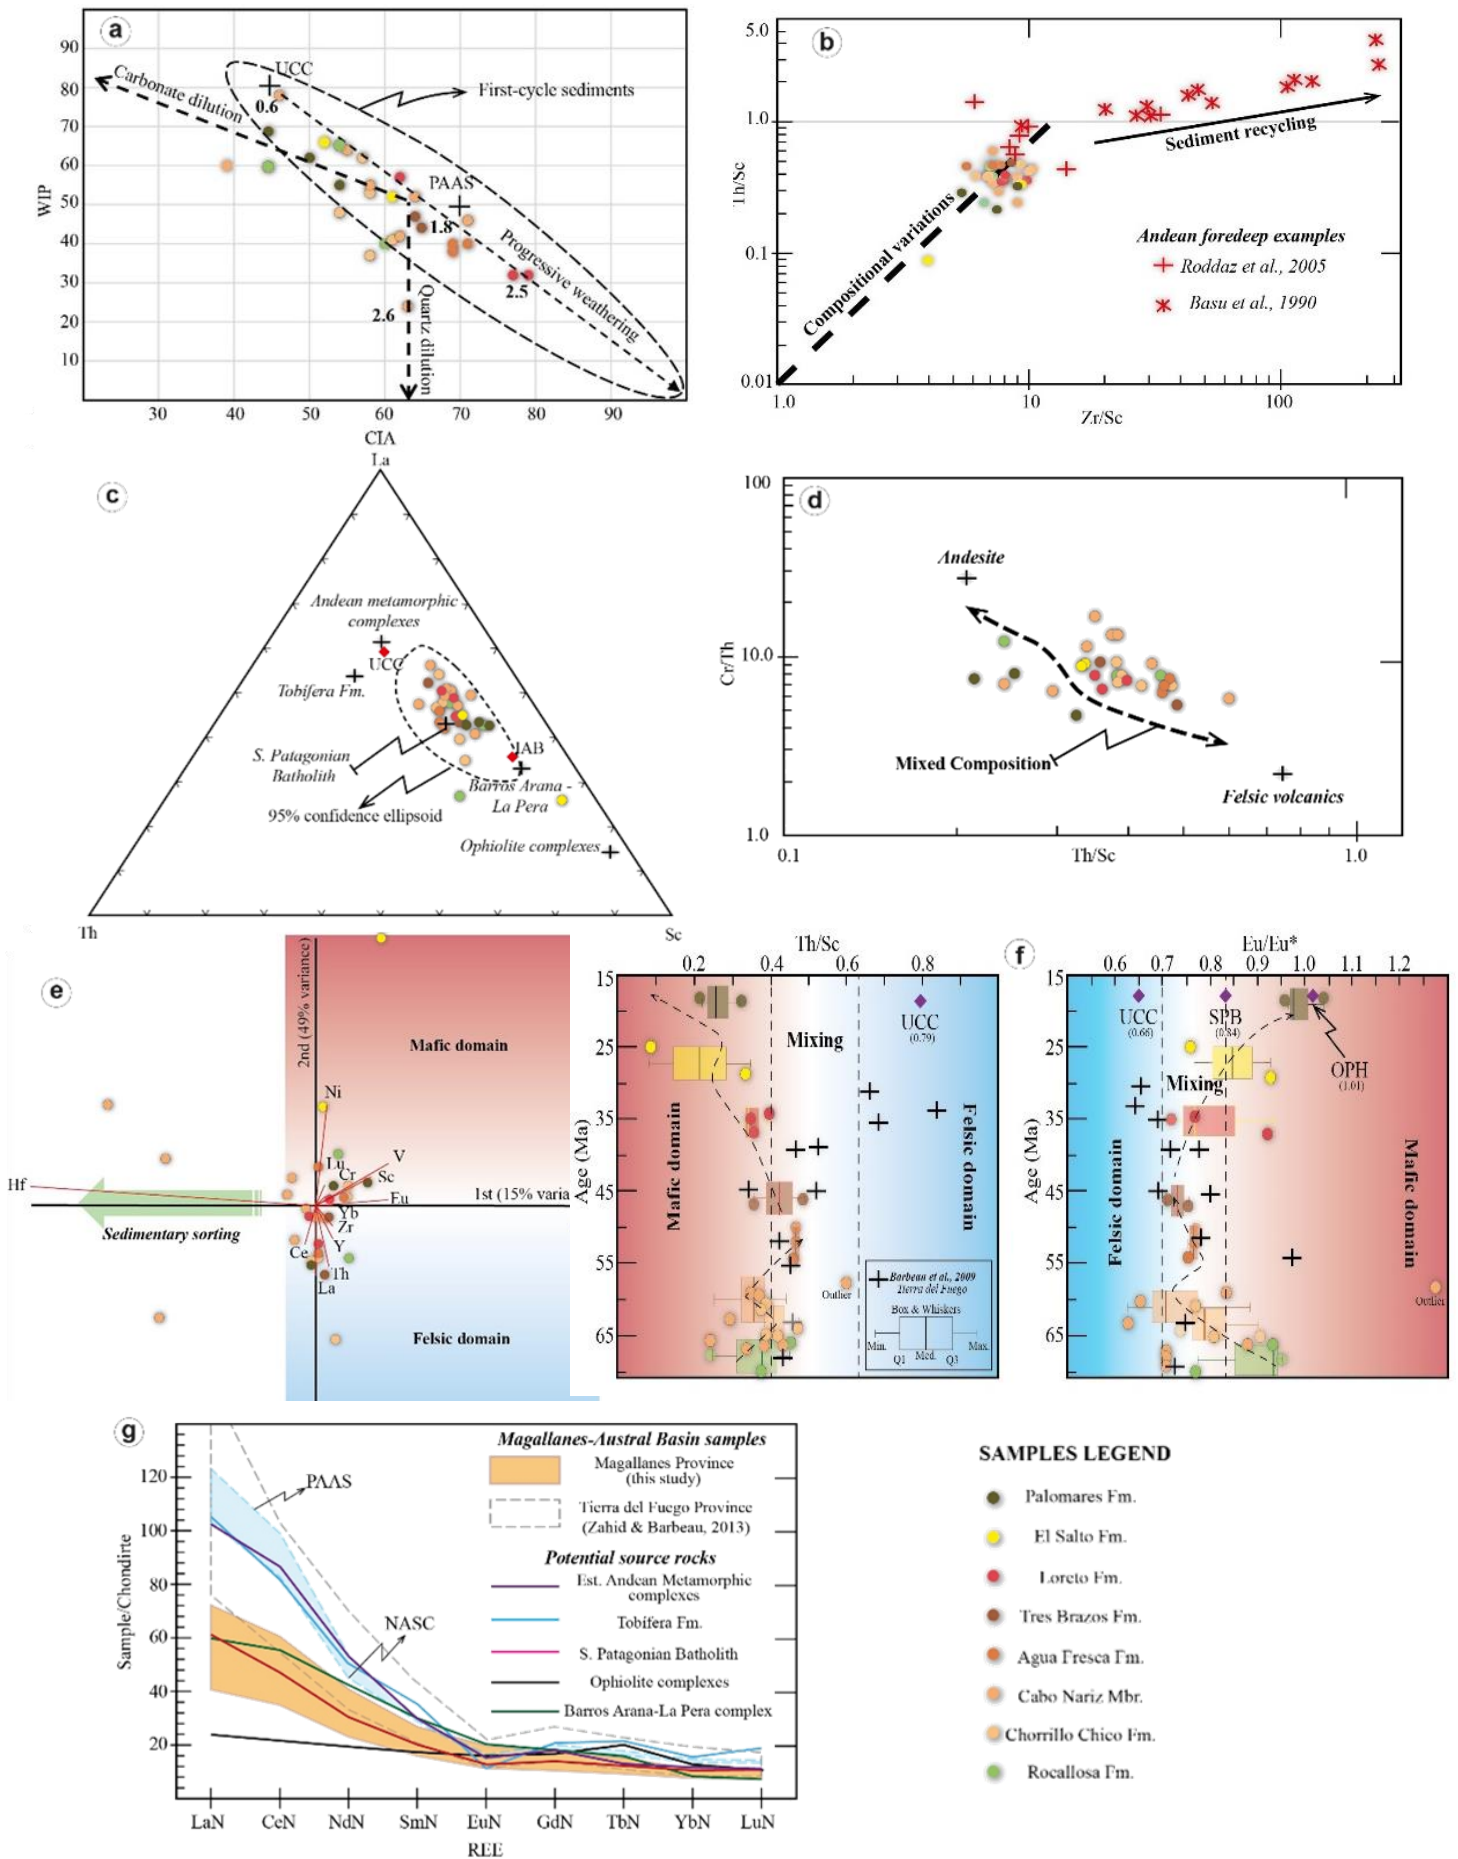 a
90
80
70
60
50
40
30
20
10
WIP
30
40
50
60
70
80
90
CIA
Carbonate dilution
UCC
0.6
First-cycle sediments
PAAS
1.8
Progressive weathering
2.5
2.6
Quartz dilution
b
5.0
1.0
0.1
0.01
Th/Sc
1.0
10
100
Zr/Sc
Sediment recycling
Compositional variations
Andean foredeep examples
Roddaz et al., 2005
Basu et al., 1990
c
La
Th
Sc
Andean metamorphic
complexes
UCC
Tobífera Fm.
S. Patagonian
Batholith
IAB
Barros Arana -
La Pera
95% confidence ellipsoid
Ophiolite complexes
d
100
10.0
1.0
Cr/Th
0.1
Th/Sc
1.0
Andesite
Mixed Composition
Felsic volcanics
e
2nd (49% variance)
Mafic domain
Ni
Lu
Cr
V
Sc
Hf
Eu
1st (15% varia
Yb
Zr
Sedimentary sorting
Ce
Y
Th
La
Felsic domain
Th/Sc
0.2
0.4
0.6
0.8
15
25
35
45
55
65
Age (Ma)
UCC
(0.79)
Mixing
Mafic domain
Felsic domain
Outlier
Barbeau et al., 2009
Tierra del Fuego
Box & Whiskers
Min.
Q1
Med.
Q3
Max.
f
Eu/Eu*
0.6
0.7
0.8
0.9
1.0
1.1
1.2
15
25
35
45
55
65
Age (Ma)
UCC
(0.66)
SPB
(0.84)
OPH
(1.01)
Mixing
Felsic domain
Mafic domain
Outlier
g
120
100
80
60
40
20
Sample/Chondirte
PAAS
NASC
Magallanes-Austral Basin samples
Magallanes Province
(this study)
Tierra del Fuego Province
(Zahid & Barbeau, 2013)
Potential source rocks
Est. Andean Metamorphic
complexes
Tobífera Fm.
S. Patagonian Batholith
Ophiolite complexes
Barros Arana-La Pera complex
LaN
CeN
NdN
SmN
EuN
GdN
TbN
YbN
LuN
REE
SAMPLES LEGEND
Palomares Fm.
El Salto Fm.
Loreto Fm.
Tres Brazos Fm.
Agua Fresca Fm.
Cabo Nariz Mbr.
Chorrillo Chico Fm.
Rocallosa Fm.